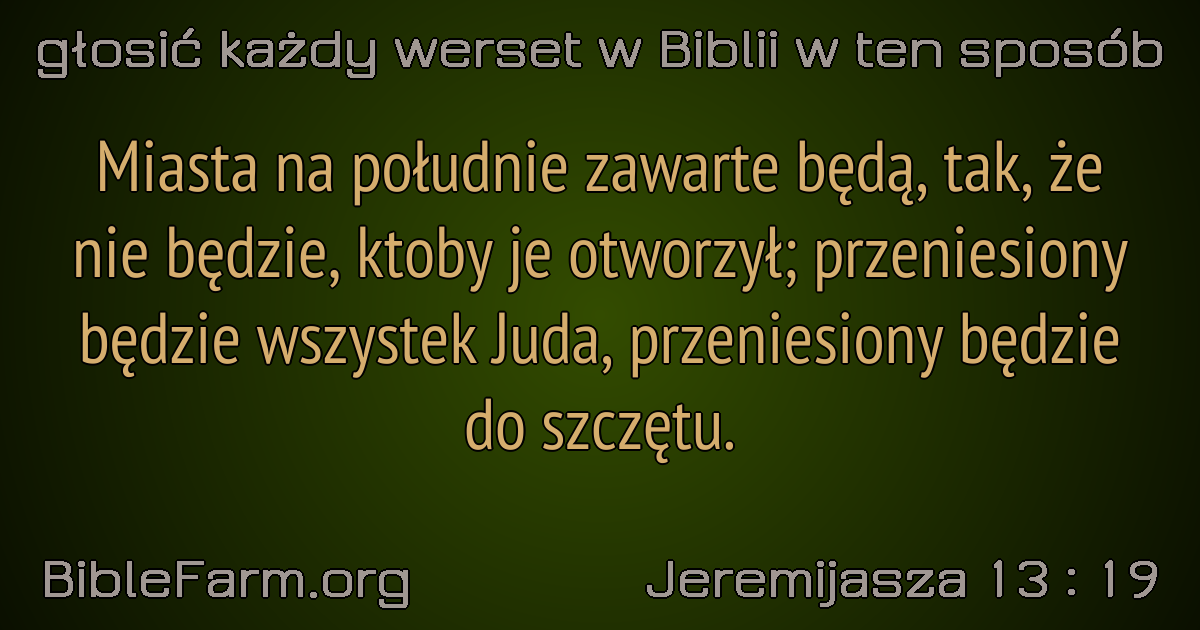 głosić każdy werset w Biblii w ten sposób
Miasta na południe zawarte będą, tak, że
nie będzie, ktoby je otworzył; przeniesiony
będzie wszystek Juda, przeniesiony będzie
do szczętu.
BibleFarm.org
Jeremijasza 13 : 19